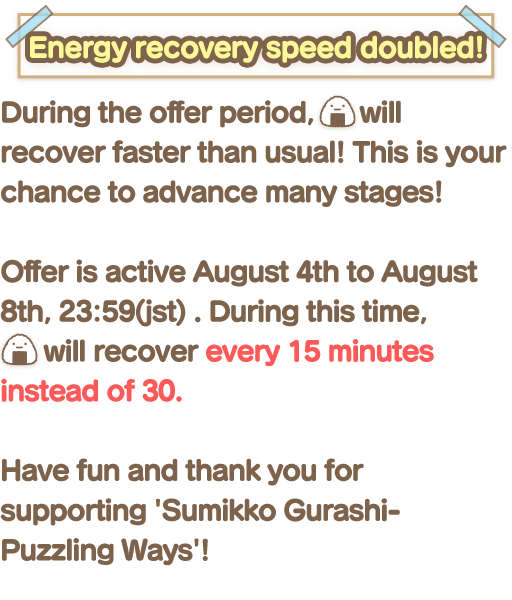 Energy recovery speed doubled!
During the offer period, will
recover faster than usual! This is your
chance to advance many stages!
Offer is active August 4th to August
8th, 23:59(jst) . During this time,
will recover every 15 minutes
instead of 30.
Have fun and thank you for
supporting 'Sumikko Gurashi-
Puzzling Ways'!